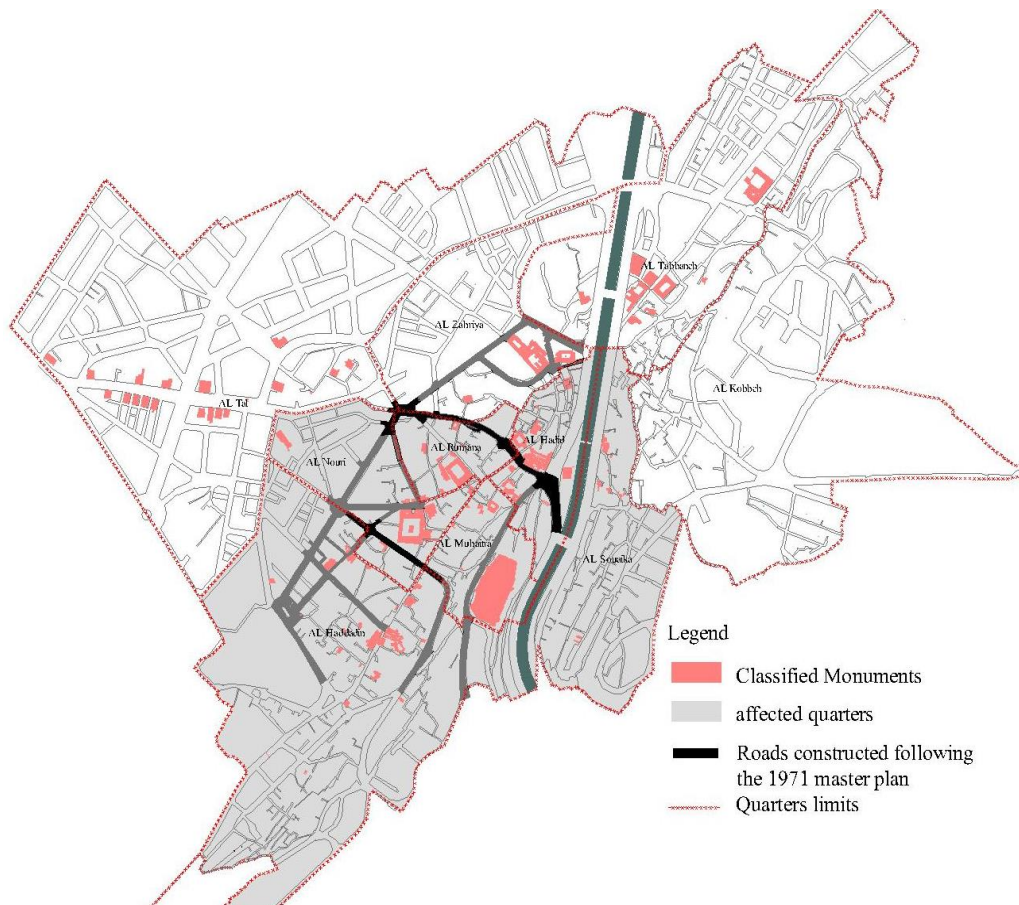 AL Tabbaneh
AL Zahriya
AL Kobbeh
AL Tal
AL Hadid
AL Rumana
AL Nouri
AL Muhatra
AL Souaika
AL Haddadin
Legend
Classified Monuments
affected quarters
Roads constructed following
the 1971 master plan
Quarters limits